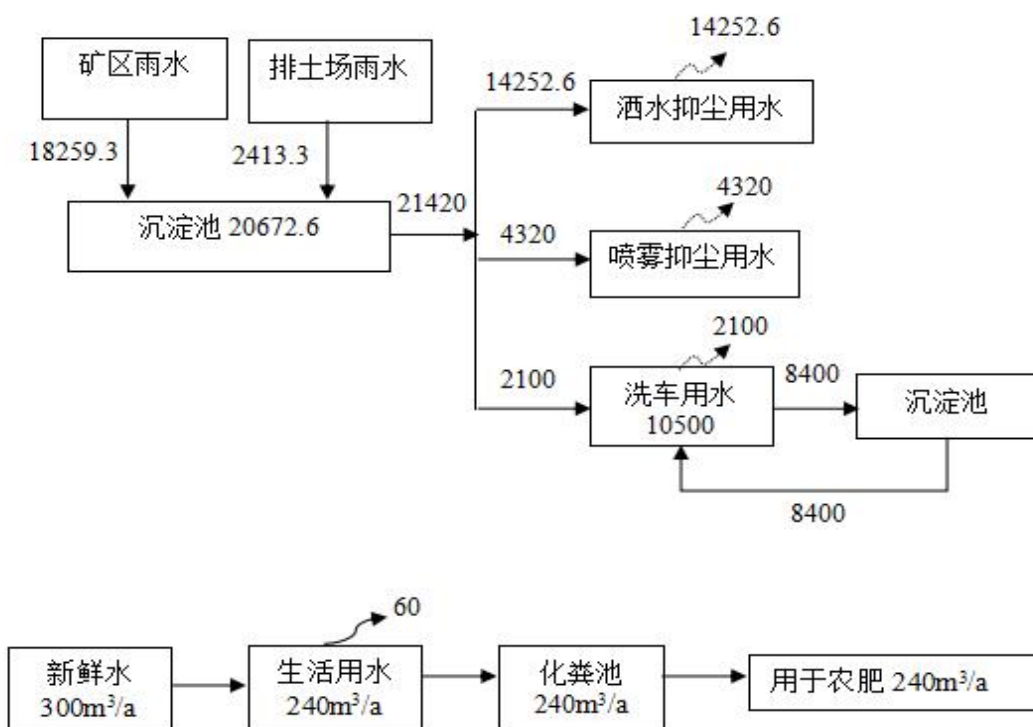 14252.6
矿区雨水
排土场雨水
14252.6
洒水抑尘用水
18259.3
2413.3
4320
21420
沉淀池 20672.6
4320
喷雾抑尘用水
2100
2100
洗车用水
10500
8400
沉淀池
8400
60
新鲜水
300m³/a
生活用水
240m³/a
化粪池
240m³/a
用于农肥 240m³/a